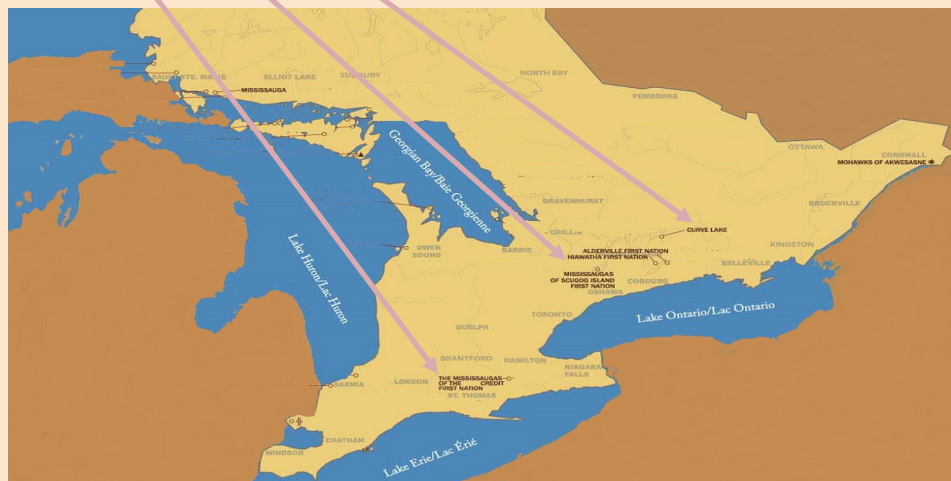 SAULT STE. MARIE
ELLIOT LAKE
SUDBURY
NORTH BAY
MISSISSAUGA
PEMBROKE
OTTAWA
CORNWALL
MOHAWKS OF AKWESASNE
Georgian Bay/Baie Georgienne
BROCKVILLE
GRAVENHURST
CURVE LAKE
KINGSTON
OWEN
SOUND
BARRIE
ALDERVILLE FIRST NATION
HIAWATHA FIRST NATION
BELLEVILLE
MISSISSAUGAS
OF SCUGOG ISLAND
FIRST NATION
COBOURG
OSHAWA
Lake Huron/Lac Huron
TORONTO
Lake Ontario/Lac Ontario
GUELPH
BRANTFORD
HAMILTON
NIAGARA
FALLS
SARNIA
LONDON
THE MISSISSAUGAS
OF THE CREDIT
FIRST NATION
ST. THOMAS
CHATHAM
WINDSOR
Lake Erie/Lac Érié